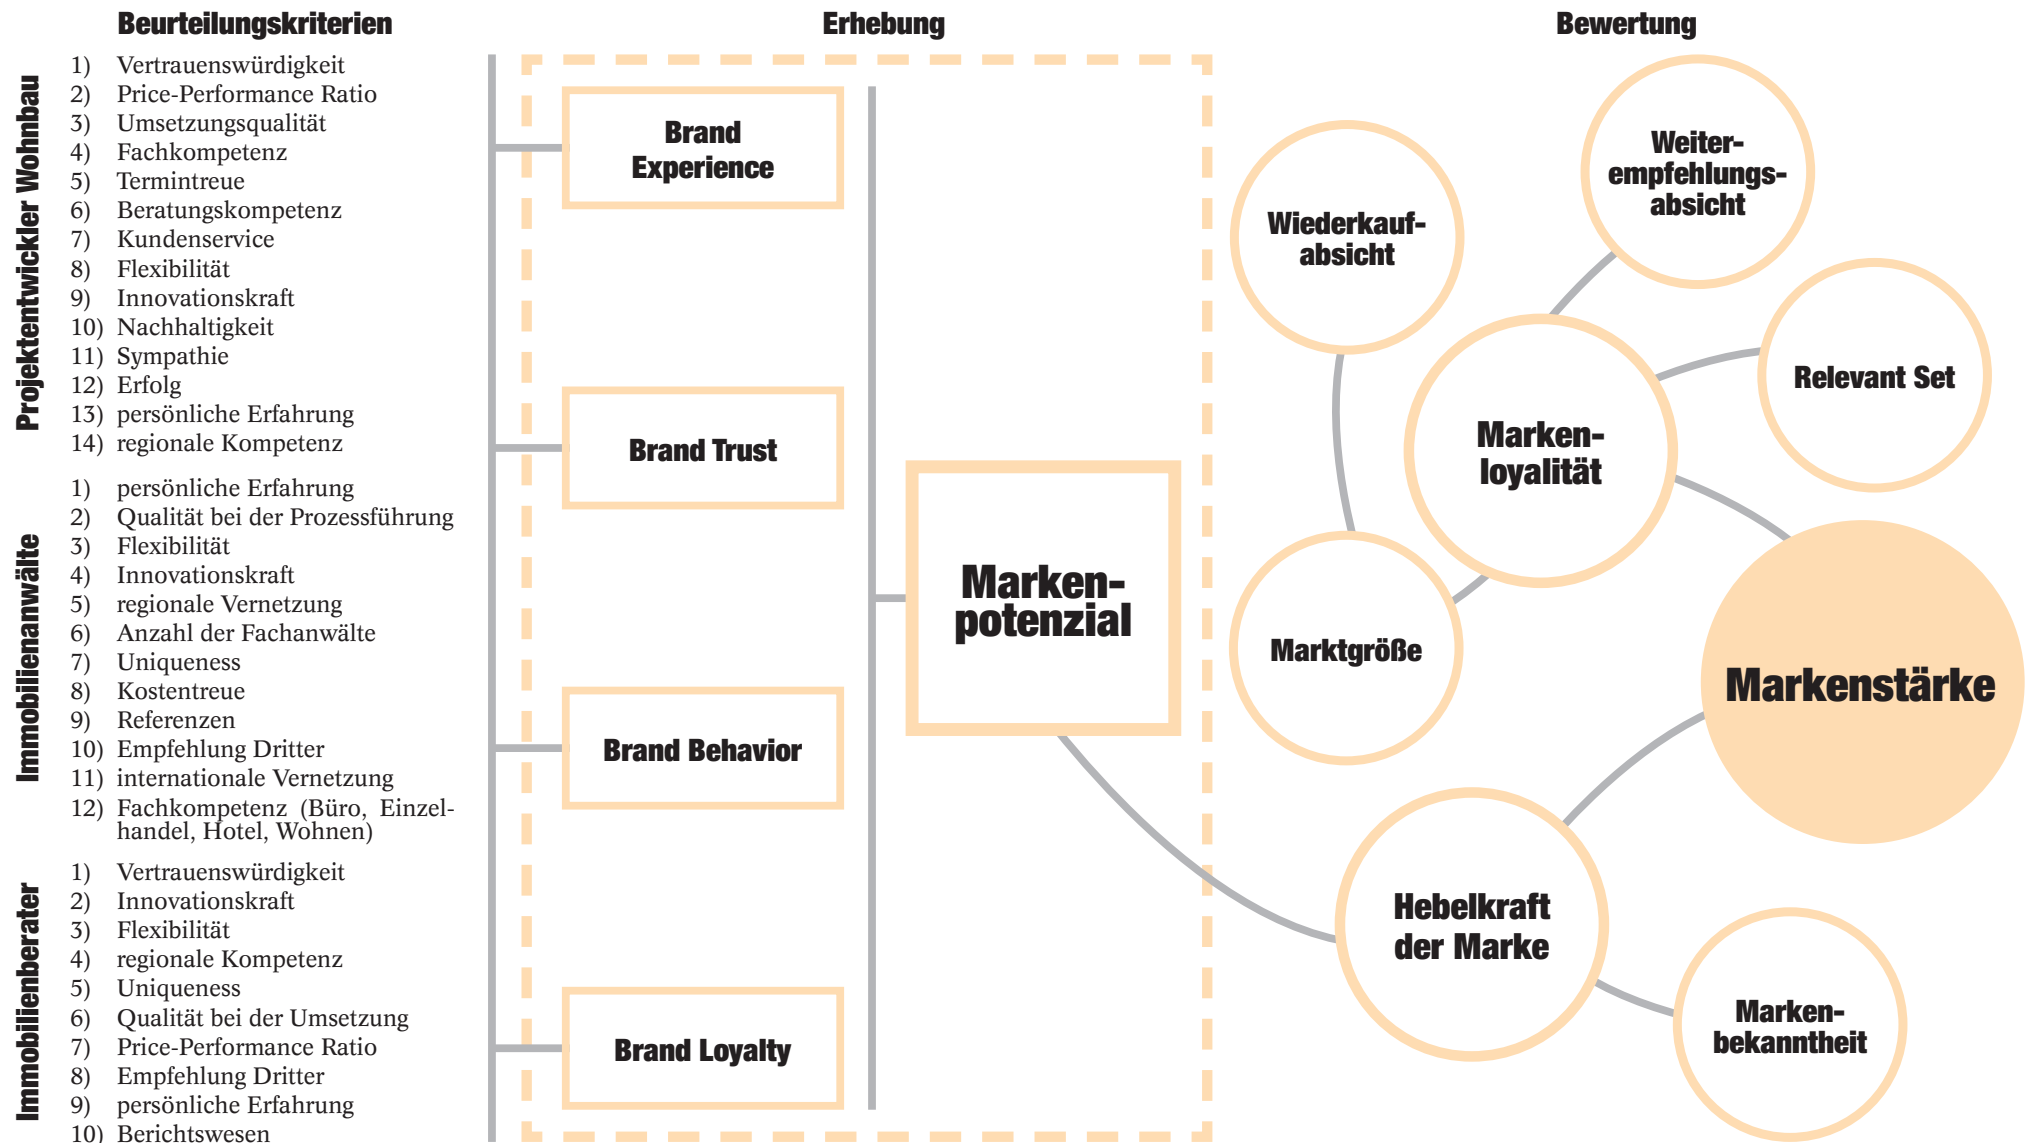 Beurteilungskriterien
Projektentwickler Wohnbau
1) Vertrauenswürdigkeit
2) Price-Performance Ratio
3) Umsetzungsqualität
4) Fachkompetenz
5) Termintreue
6) Beratungskompetenz
7) Kundenservice
8) Flexibilität
9) Innovationskraft
10) Nachhaltigkeit
11) Sympathie
12) Erfolg
13) persönliche Erfahrung
14) regionale Kompetenz
Immobilienanwälte
1) persönliche Erfahrung
2) Qualität bei der Prozessführung
3) Flexibilität
4) Innovationskraft
5) regionale Vernetzung
6) Anzahl der Fachanwälte
7) Uniqueness
8) Kostentreue
9) Referenzen
10) Empfehlung Dritter
11) internationale Vernetzung
12) Fachkompetenz (Büro, Einzel-
handel, Hotel, Wohnen)
Immobilienberater
1) Vertrauenswürdigkeit
2) Innovationskraft
3) Flexibilität
4) regionale Kompetenz
5) Uniqueness
6) Qualität bei der Umsetzung
7) Price-Performance Ratio
8) Empfehlung Dritter
9) persönliche Erfahrung
10) Berichtswesen
Erhebung
Brand
Experience
Brand Trust
Brand Behavior
Brand Loyalty
Marken-
potenzial
Bewertung
Wiederkauf-
absicht
Weiter-
empfehlungs-
absicht
Relevant Set
Marken-
loyalität
Marktgröße
Markenstärke
Hebelkraft
der Marke
Marken-
bekanntheit